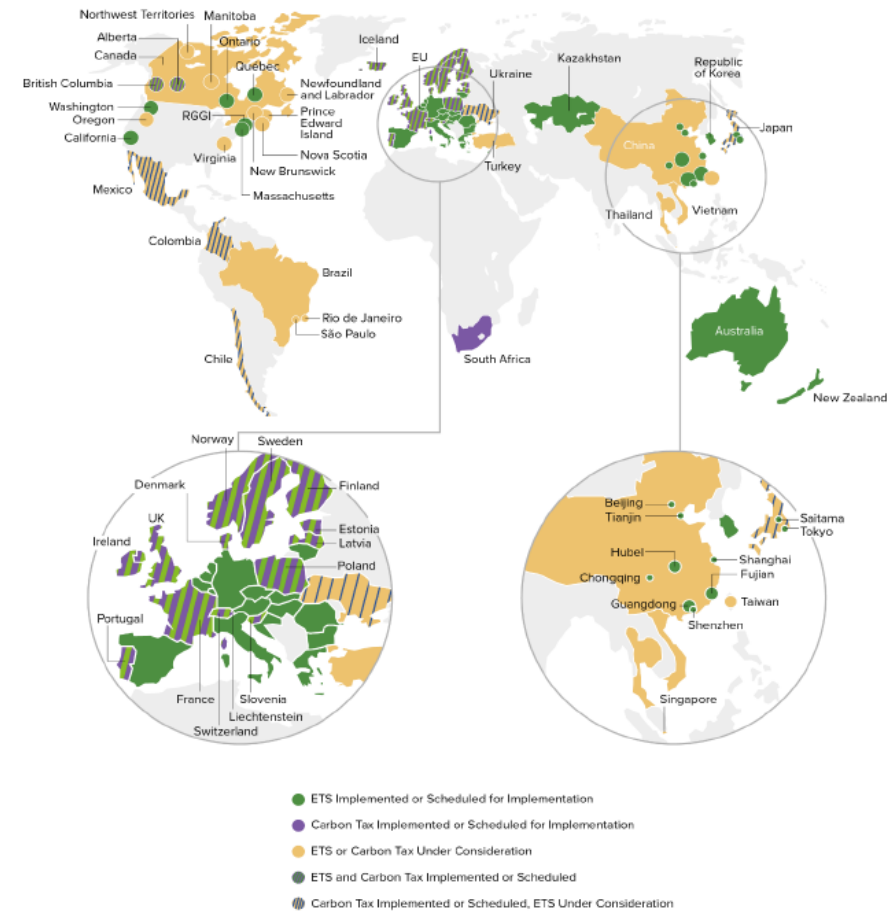 Northwest Territories
Manitoba
Alberta
Ontario
Canada
Quebec
British Columbia
Newfoundland
and Labrador
Washington
Oregon
RGGI
Prince
Edward
Island
California
Virginia
Nova Scotia
New Brunswick
Mexico
Massachusetts
Iceland
EU
Ukraine
Kazakhstan
Republic
of Korea
Japan
China
Turkey
Thailand
Vietnam
Colombia
Brazil
Rio de Janeiro
São Paulo
Chile
South Africa
Australia
New Zealand
Norway
Sweden
Denmark
Finland
UK
Ireland
Estonia
Latvia
Poland
Portugal
France
Slovenia
Liechtenstein
Switzerland
Beijing
Tianjin
Saitama
Tokyo
Hubel
Shanghai
Chongqing
Fujian
Guangdong
Taiwan
Shenzhen
Singapore
ETS Implemented or Scheduled for Implementation
Carbon Tax Implemented or Scheduled for Implementation
ETS or Carbon Tax Under Consideration
ETS and Carbon Tax Implemented or Scheduled
Carbon Tax Implemented or Scheduled, ETS Under Consideration